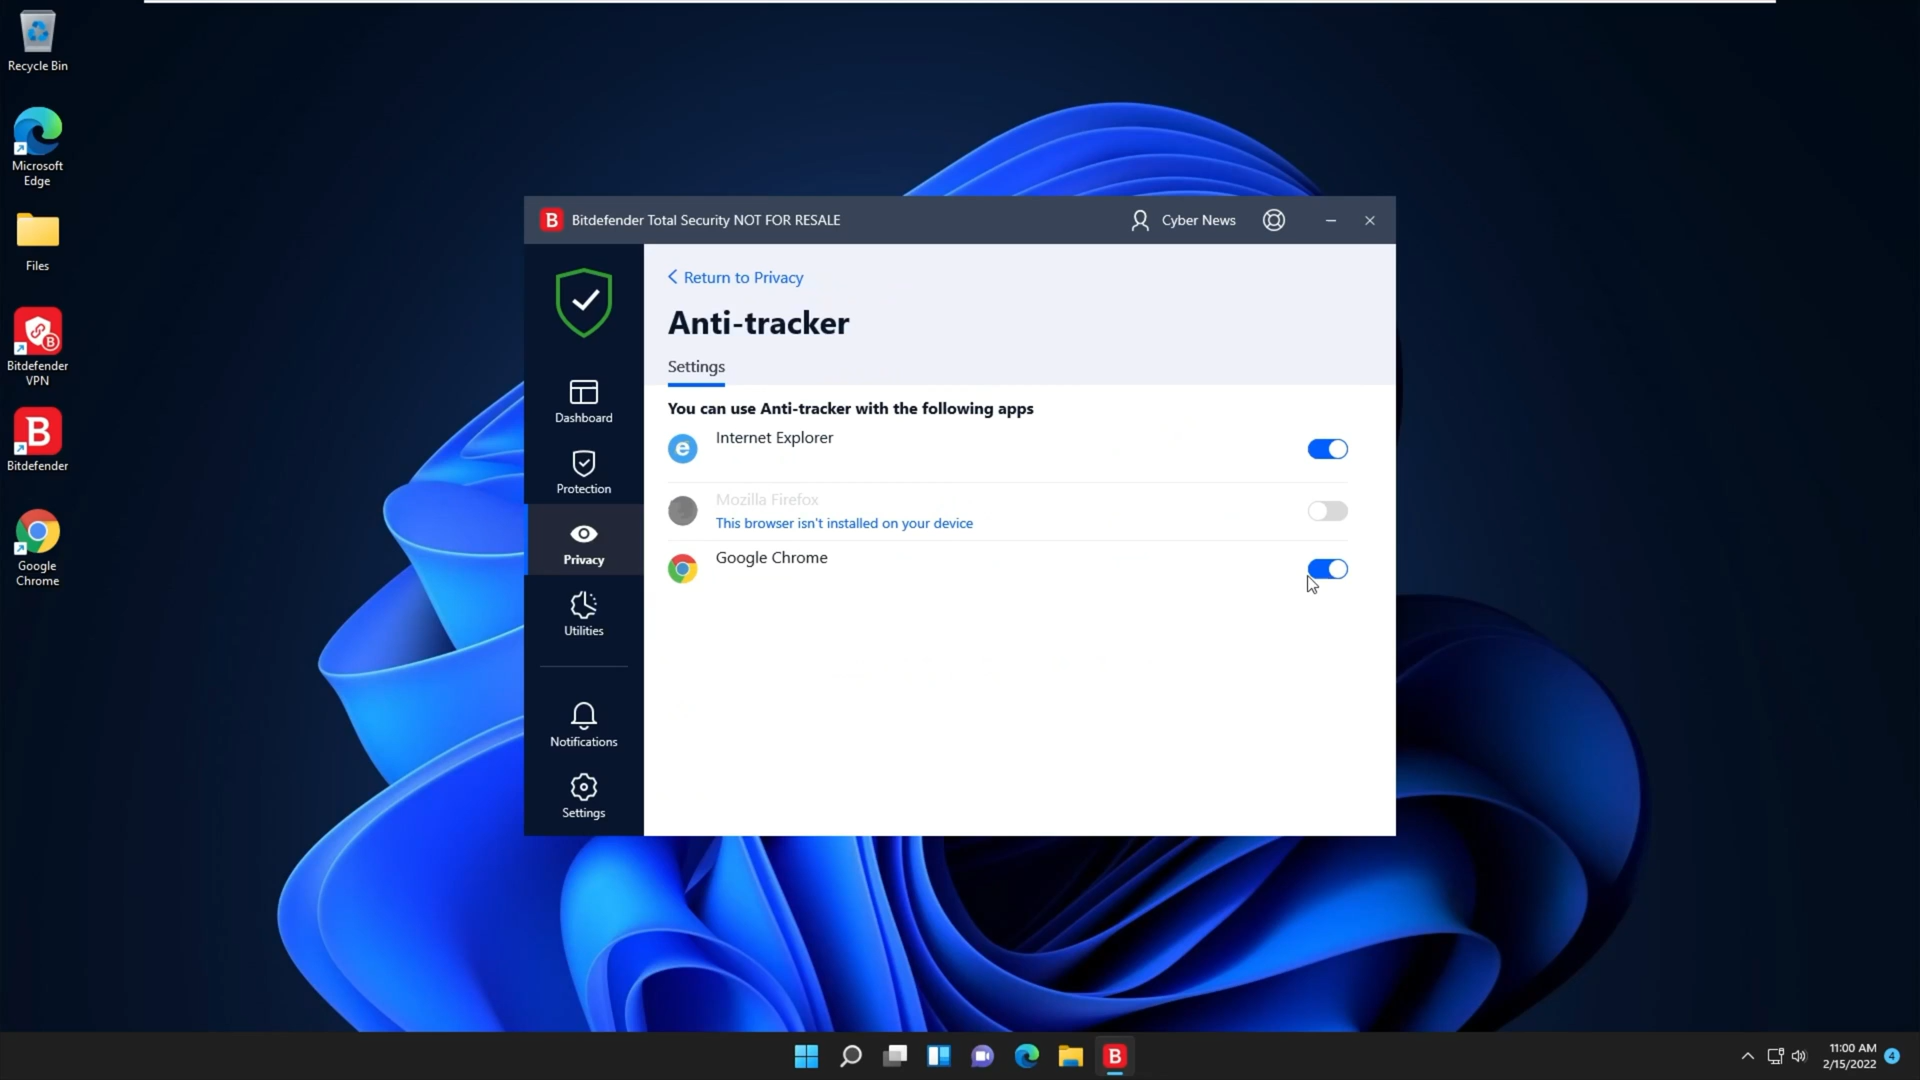 Recycle Bin
Microsoft
Edge
Files
Bitdefender
VPN
Bitdefender
Google
Chrome
B Bitdefender Total Security NOT FOR RESALE
Cyber News
Return to Privacy
Anti-tracker
Settings
Dashboard
Protection
Privacy
Utilities
Notifications
Settings
You can use Anti-tracker with the following apps
Internet Explorer
Mozilla Firefox
This browser isn't installed on your device
Google Chrome
11:00 AM
2/15/2022
4